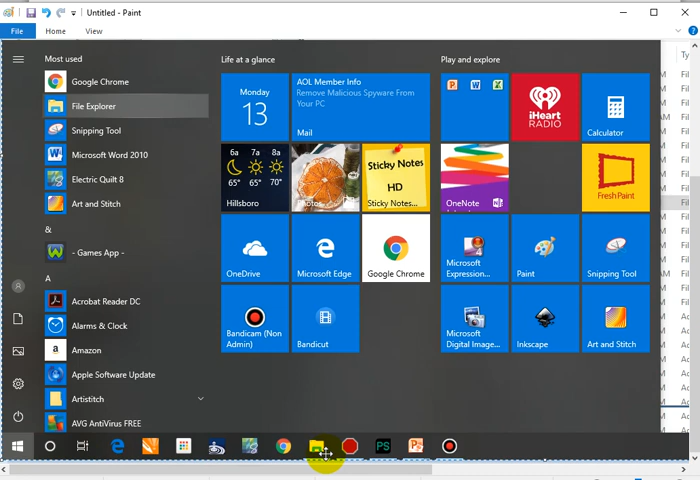 Untitled - Paint
File
Home
View
Most used
Google Chrome
File Explorer
Snipping Tool
Microsoft Word 2010
Electric Quilt 8
Art and Stitch
&
- Games App -
A
Acrobat Reader DC
Alarms & Clock
Amazon
Apple Software Update
Artistitch
AVG AntiVirus FREE
Life at a glance
Monday
13
AOL Member Info
Remove Malicious Spyware From
Your PC
Mail
6a 7a 8a
65° 65° 70°
Hillsboro
Photos
Sticky Notes
HD
Sticky Notes...
OneDrive
Microsoft Edge
Google Chrome
Bandicam (Non
Admin)
Bandicut
Play and explore
P W X
iHeart
RADIO
Calculator
OneNote
N
Fresh Paint
Microsoft
Expression...
Paint
Snipping Tool
Microsoft
Digital Image...
Inkscape
Art and Stitch
PS